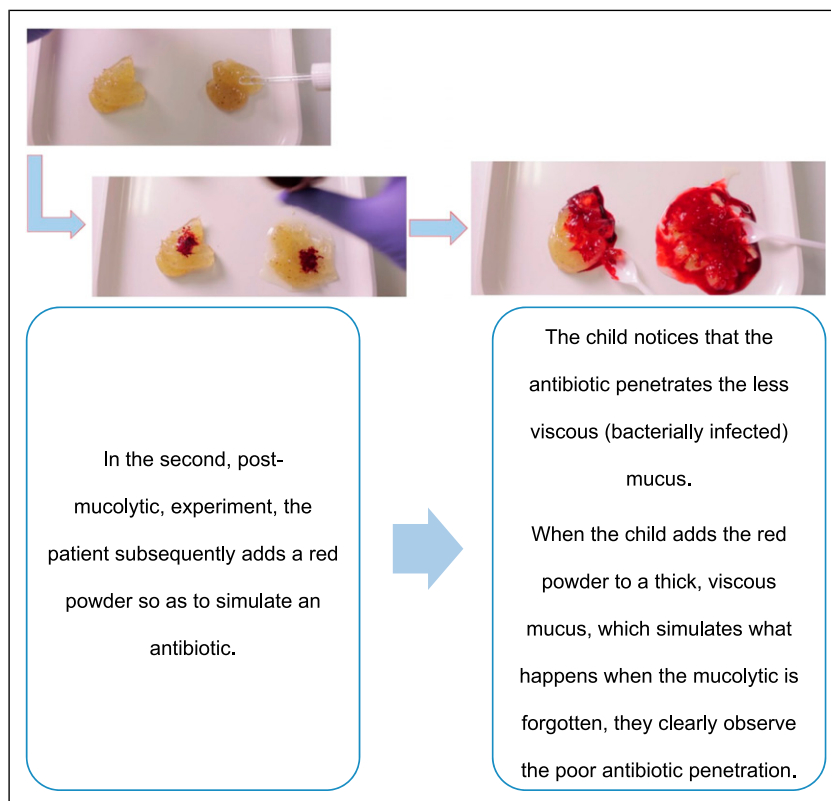 In the second, post-
mucolytic, experiment, the
patient subsequently adds a red
powder so as to simulate an
antibiotic.
The child notices that the
antibiotic penetrates the less
viscous (bacterially infected)
mucus.
When the child adds the red
powder to a thick, viscous
mucus, which simulates what
happens when the mucolytic is
forgotten, they clearly observe
the poor antibiotic penetration.